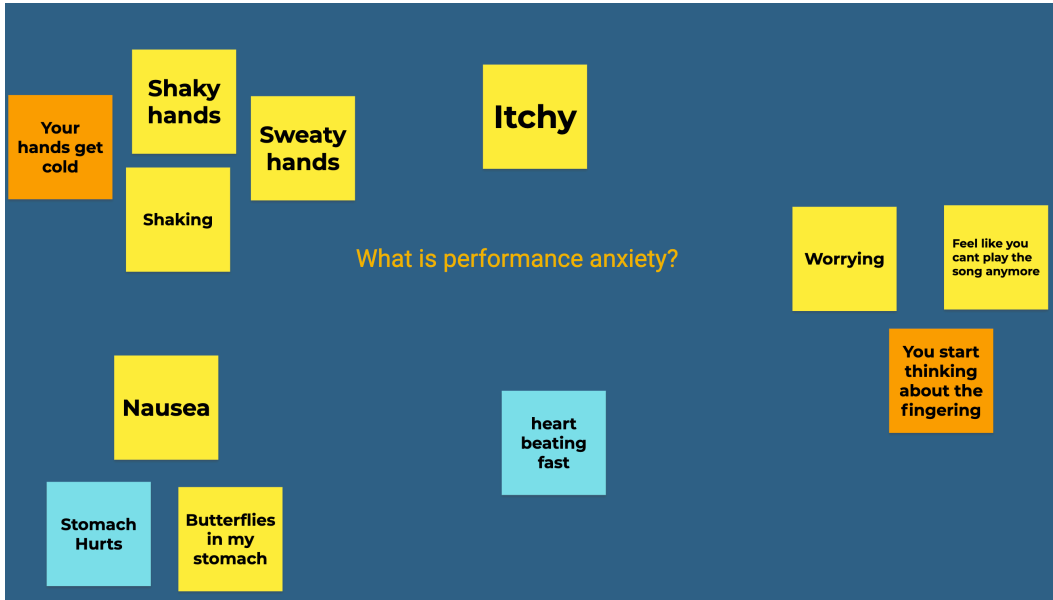 Shaky
hands
Your
hands get
cold
Sweaty
hands
Shaking
Itchy
What is performance anxiety?
Worrying
Feel like you
cant play the
song anymore
You start
thinking
about the
fingering
Nausea
Stomach
Hurts
Butterflies
in my
stomach
heart
beating
fast